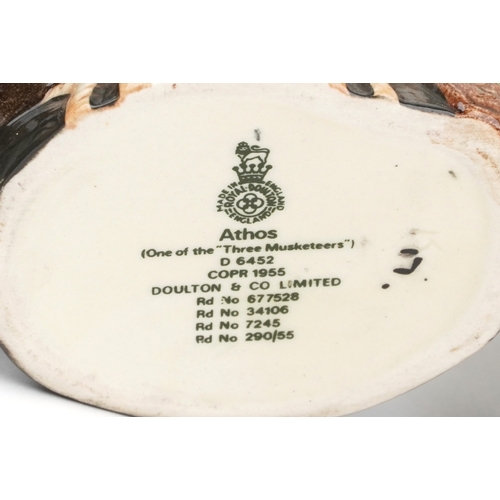 MADE IN ENGLAND
ROYAL DOULTON
ENGLAND
Athos
(One of the "Three Musketeers")
D 6452
COPR 1955
DOULTON & CO LIMITED
Rd No 677528
Rd No 34106
Rd No 7245
Rd No 290/55